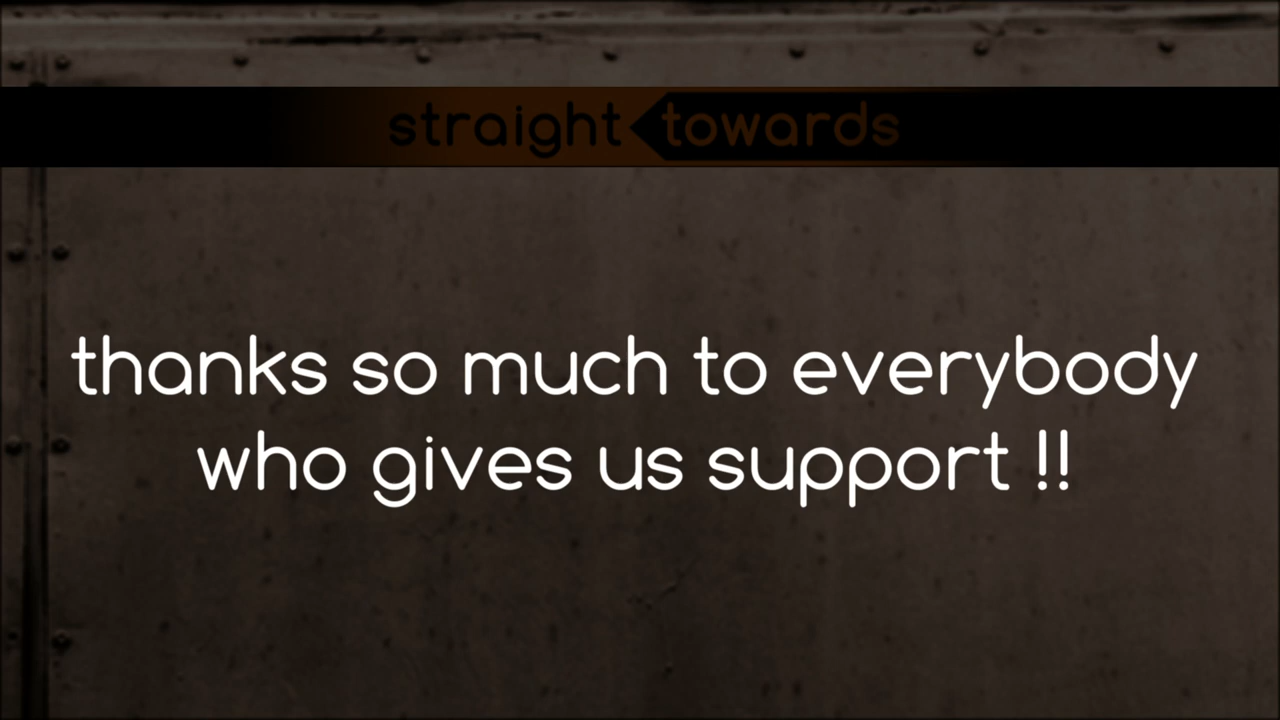 straight towards
thanks so much to everybody
who gives us support !!